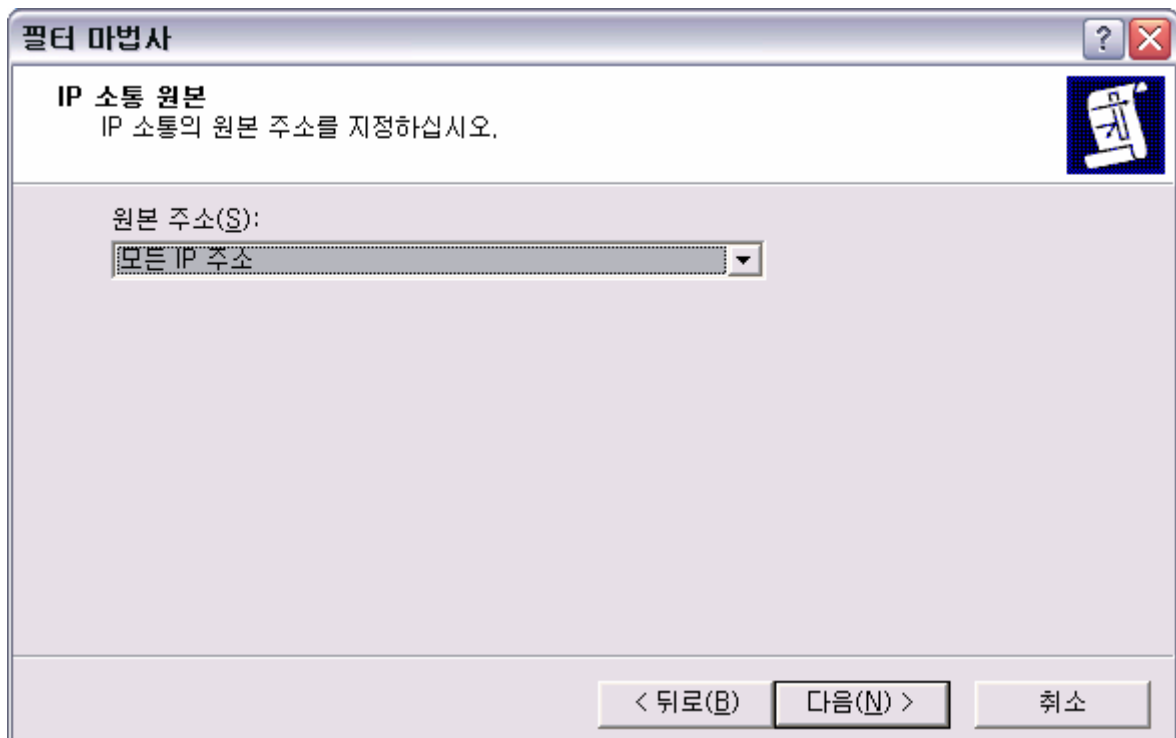 필터 마법사
IP 소통 원본
IP 소통의 원본 주소를 지정하십시오.
원본 주소(S):
모든 IP 주소
< 뒤로(B)
다음(N) >
취소